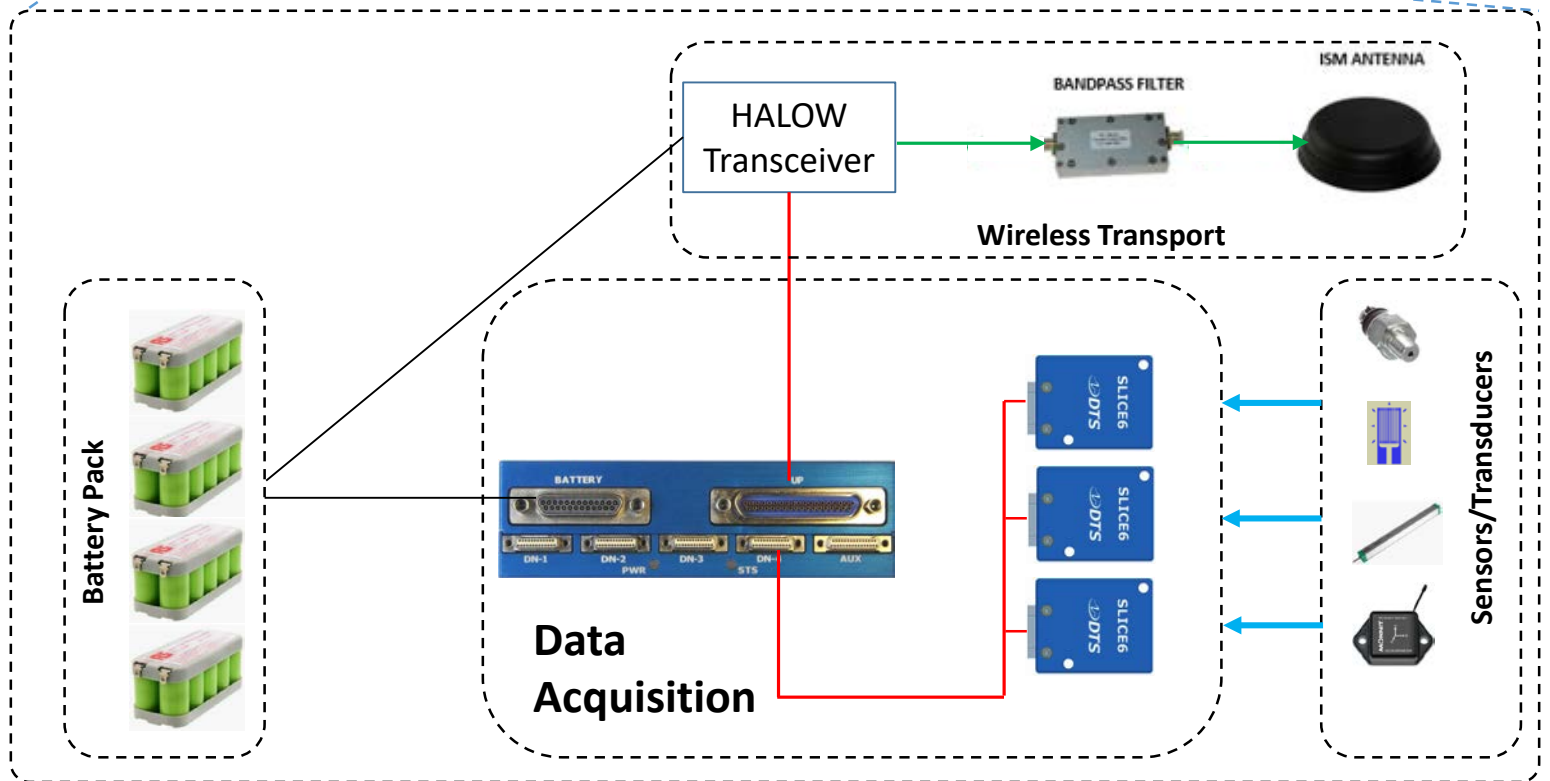 ISM ANTENNA
BANDPASS FILTER
HALOW
Transceiver
Wireless Transport
Battery Pack
BATTERY
UP
DN-1
DN-2
DN-3
DN-4
AUX
PWR
STS
Data
Acquisition
SLICE6
DTS
SLICE6
DTS
SLICE6
DTS
Sensors/Transducers
MONNIT